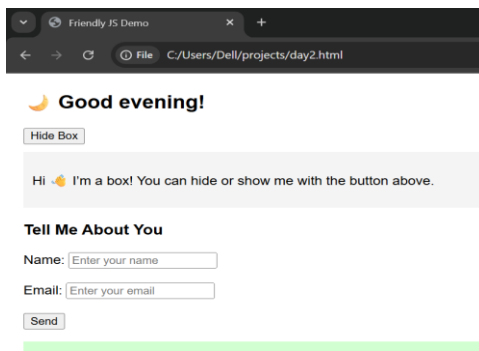 Friendly JS Demo
File C:/Users/Dell/projects/day2.html
🌙 Good evening!
Hide Box
Hi 👋 I'm a box! You can hide or show me with the button above.
Tell Me About You
Name: Enter your name
Email: Enter your email
Send